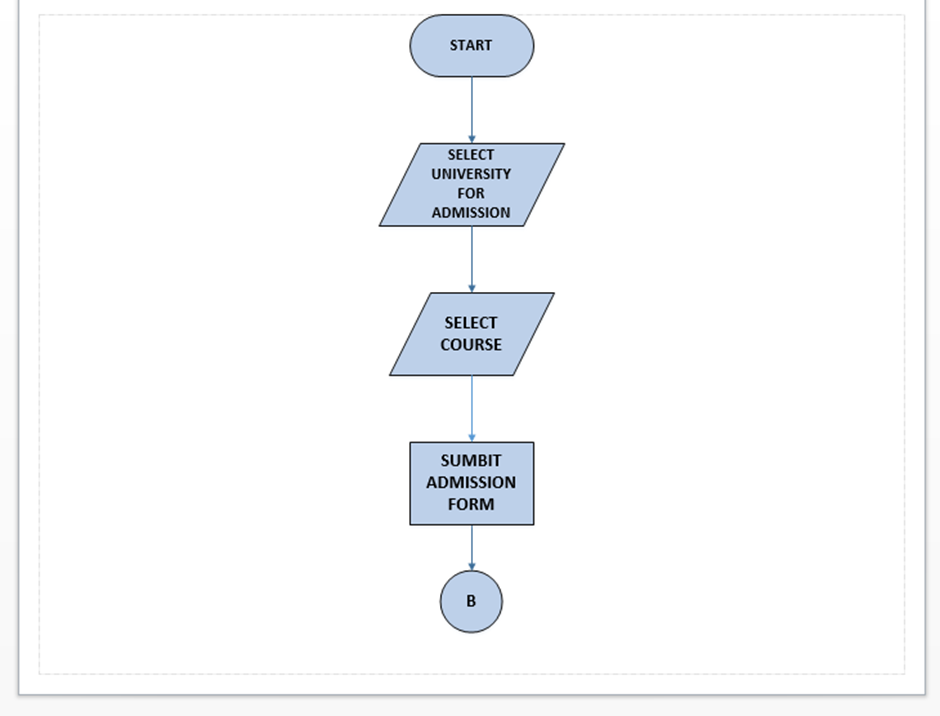 START
SELECT
UNIVERSITY
FOR
ADMISSION
SELECT
COURSE
SUMBIT
ADMISSION
FORM
B